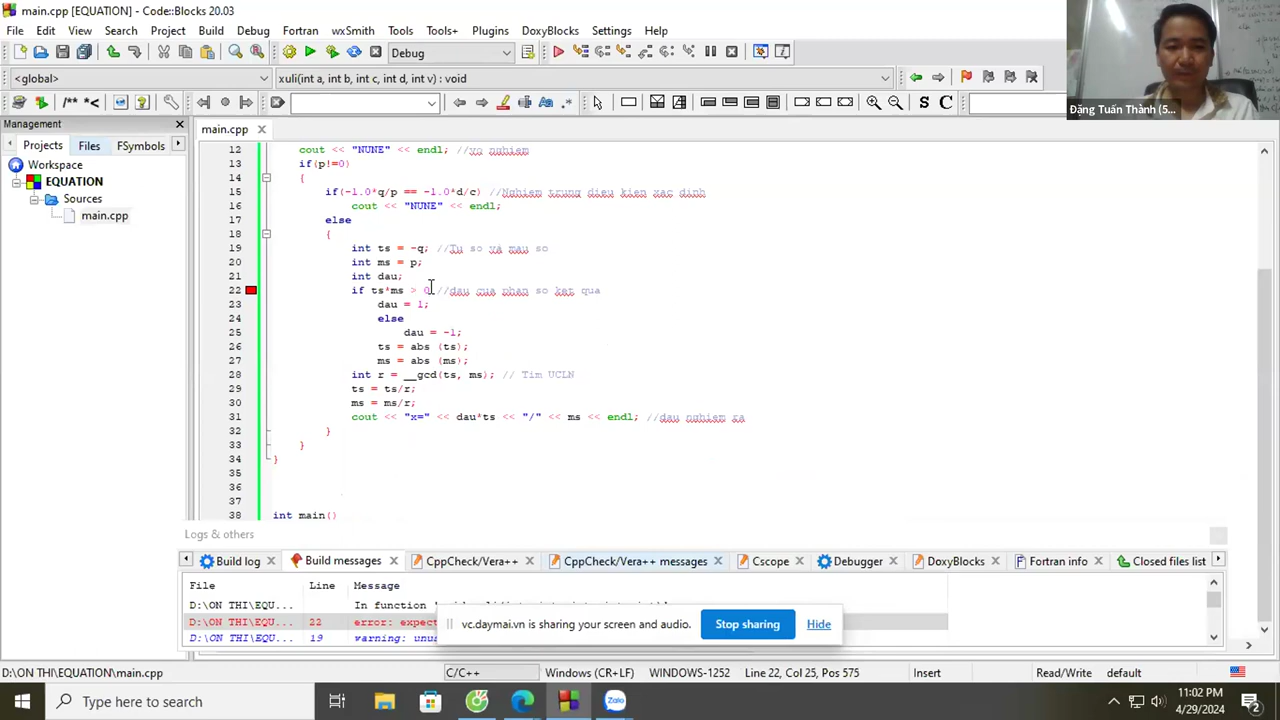 main.cpp [EQUATION] - Code::Blocks 20.03
File Edit View Search Project Build Debug Fortran wxSmith Tools Tools+ Plugins DoxyBlocks Settings Help
Debug
<global>
xuli(int a, int b, int c, int d, int v) : void
/** *<
S C
Đặng Tuấn Thành (5...
Management
main.cpp
Projects Files FSymbols
Workspace
EQUATION
Sources
main.cpp
12 cout << "NUNE" << endl; //vo nghiem
13 if(p!=0)
14 {
15 if(-1.0*q/p == -1.0*d/c) //Nghiem trung dieu kien xac dinh
16 cout << "NUNE" << endl;
17 else
18 {
19 int ts = -q; //Tu so va mau so
20 int ms = p;
21 int dau;
22 if ts*ms > 0 //dau cua phan so ket qua
23 dau = 1;
24 else
25 dau = -1;
26 ts = abs (ts);
27 ms = abs (ms);
28 int r = __gcd(ts, ms); // Tim UCLN
29 ts = ts/r;
30 ms = ms/r;
31 cout << "x=" << dau*ts << "/" << ms << endl; //dau nghiem ra
32 }
33 }
34 }
35
36
37
38 int main()
Logs & others
Build log Build messages CppCheck/Vera++ CppCheck/Vera++ messages Cscope Debugger DoxyBlocks Fortran info Closed files list
File Line Message
D:\ON THI\EQU... In function
D:\ON THI\EQU... 22 error: expect
D:\ON THI\EQU... 19 warning: unus
vc.daymai.vn is sharing your screen and audio. Stop sharing Hide
D:\ON THI\EQUATION\main.cpp C/C++ Windows (CR+LF) WINDOWS-1252 Line 22, Col 25, Pos 575 Insert Read/Write default
Type here to search
Zalo
11:02 PM
4/29/2024
2